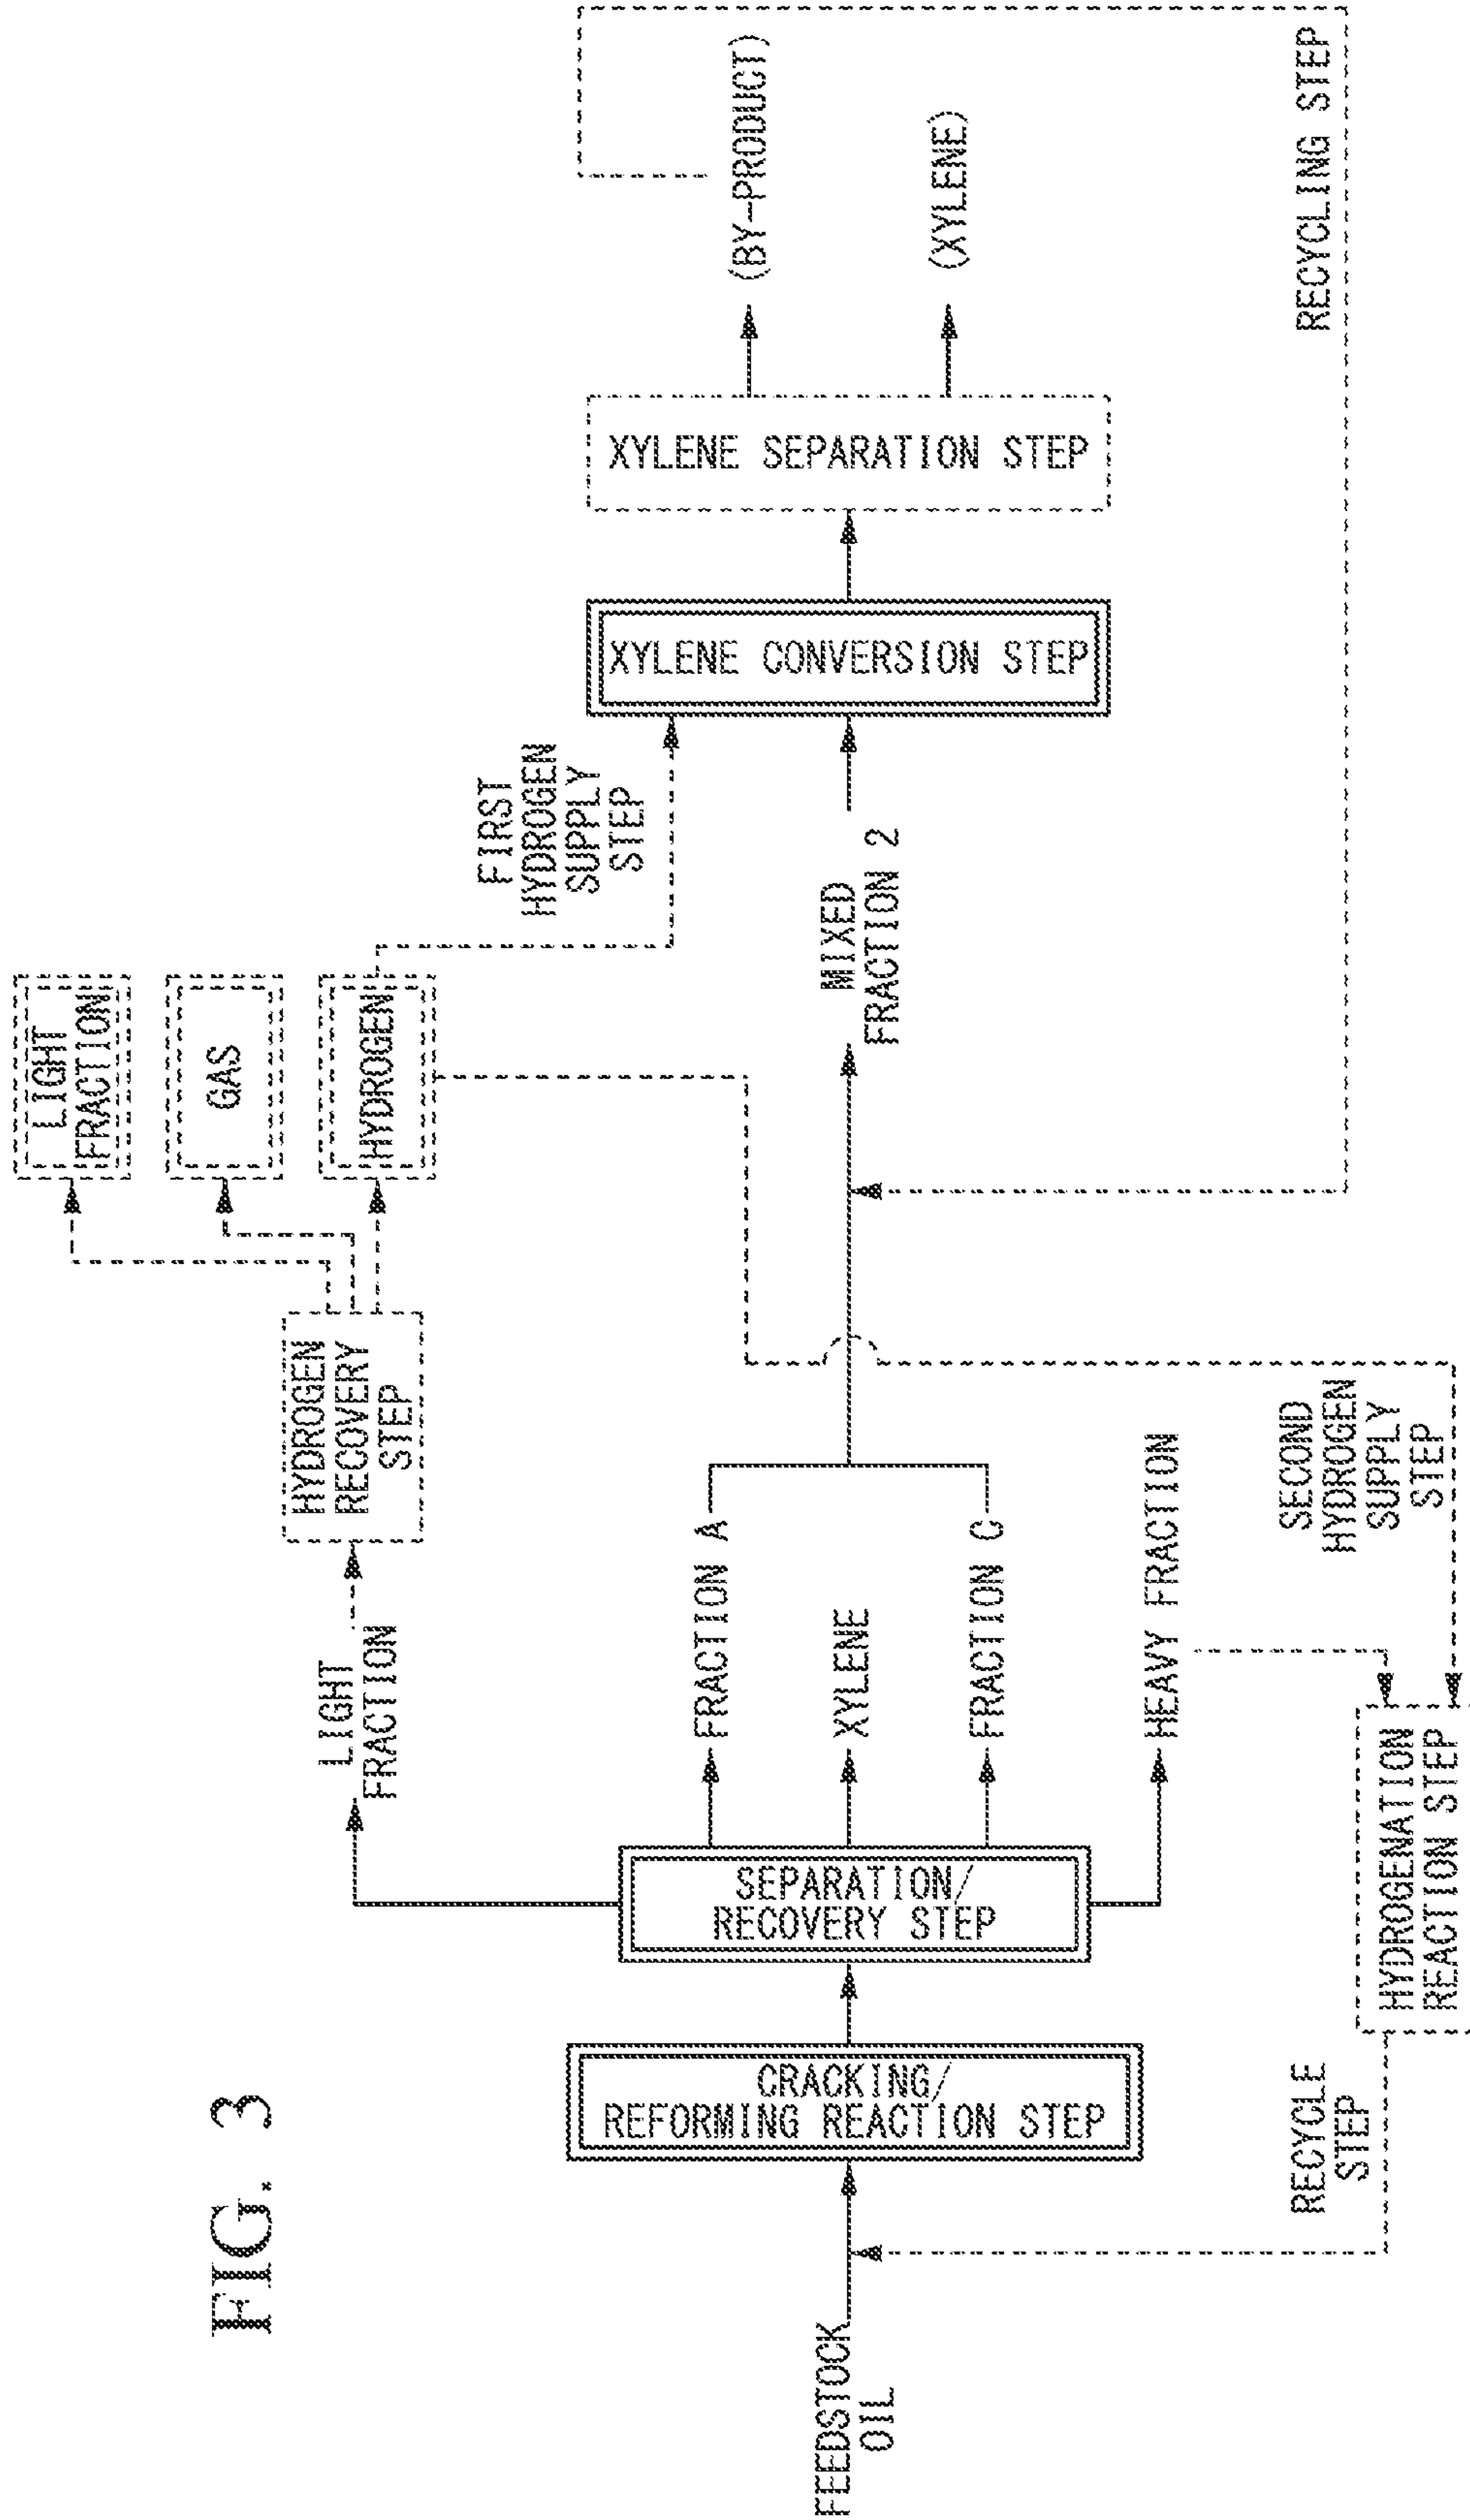 FIG. 3
FEEDSTOCK
OIL
CRACKING/
REFORMING REACTION STEP
SEPARATION/
RECOVERY STEP
LIGHT
FRACTION
HYDROGEN
RECOVERY
STEP
LIGHT
FRACTION
GAS
HYDROGEN
FIRST
HYDROGEN
SUPPLY
STEP
FRACTION A
XYLENE
FRACTION C
HEAVY FRACTION
MIXED
FRACTION 2
XYLENE CONVERSION STEP
XYLENE SEPARATION STEP
(BY-PRODUCT)
(XYLENE)
RECYCLING STEP
SECOND
HYDROGEN
SUPPLY
STEP
HYDROGENATION
REACTION STEP
RECYCLE
STEP